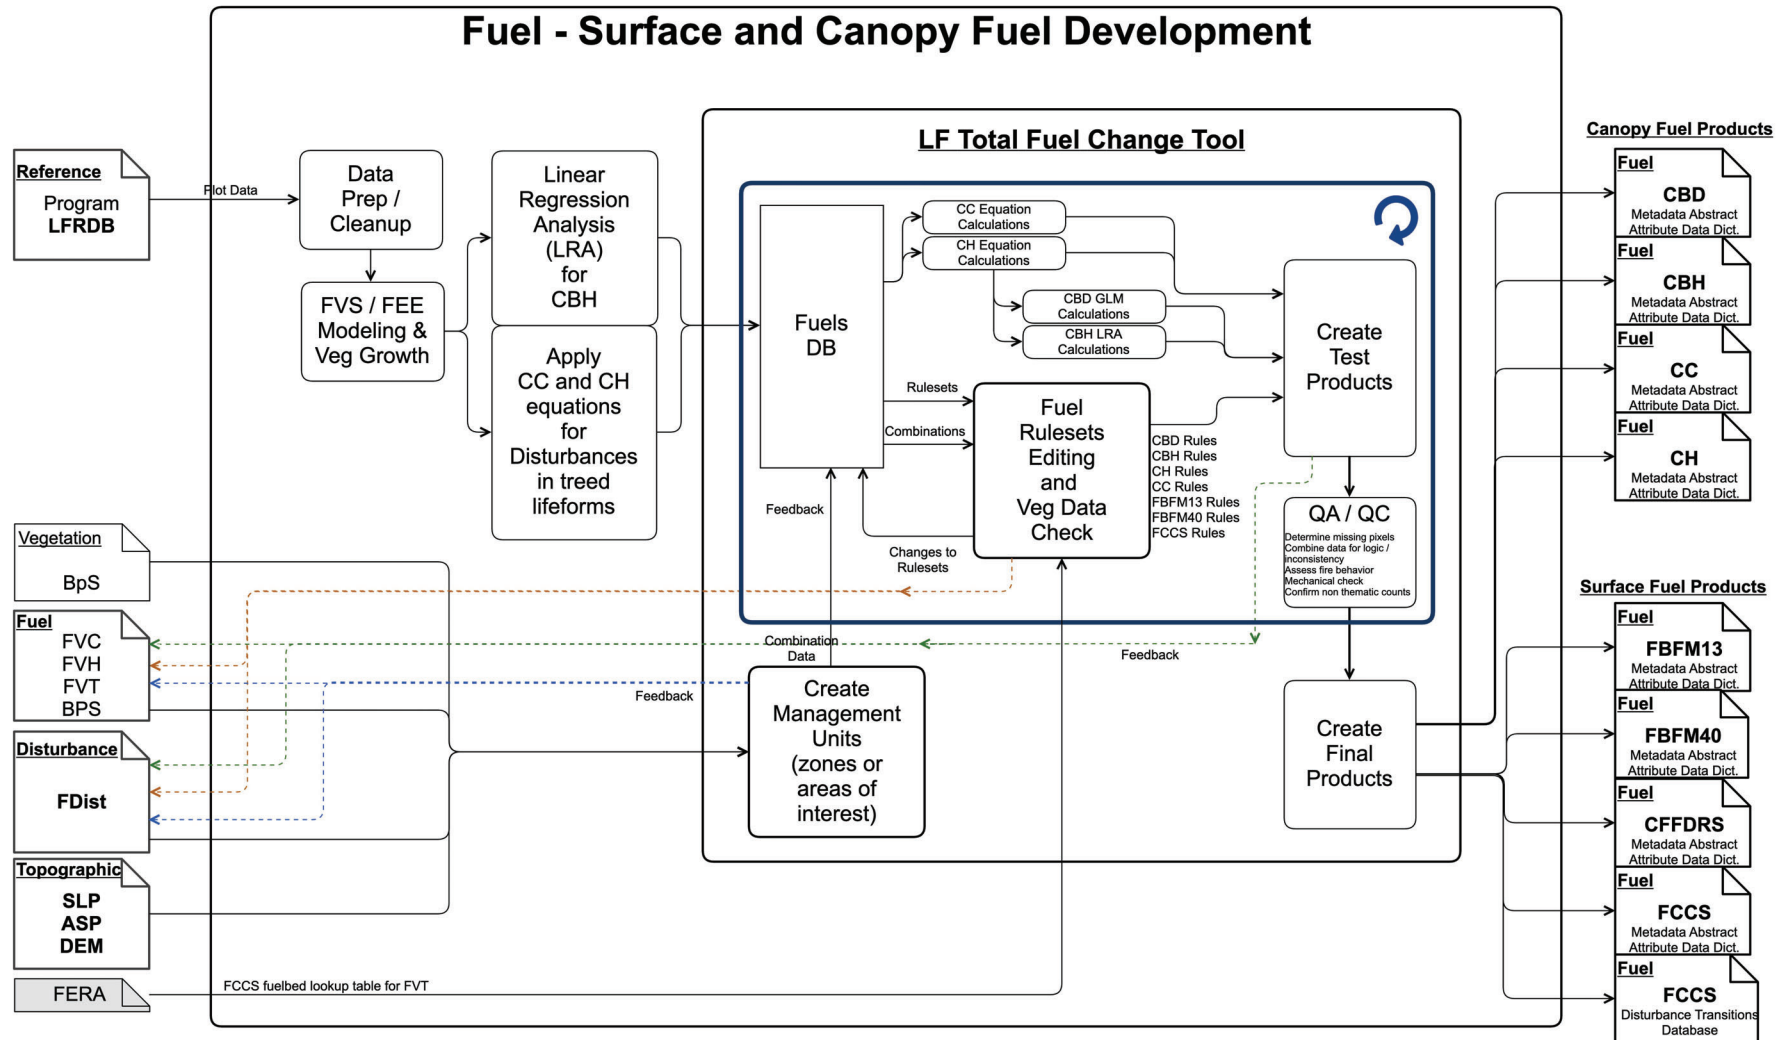 Fuel - Surface and Canopy Fuel Development
Reference
Program
LFRDB
Plot Data
Data
Prep /
Cleanup
FVS / FEE
Modeling &
Veg Growth
Linear
Regression
Analysis
(LRA)
for
CBH
Apply
CC and CH
equations
for
Disturbances
in treed
lifeforms
LF Total Fuel Change Tool
Fuels
DB
CC Equation
Calculations
CH Equation
Calculations
CBD GLM
Calculations
CBH LRA
Calculations
Rulesets
Combinations
Fuel
Rulesets
Editing
and
Veg Data
Check
CBD Rules
CBH Rules
CH Rules
CC Rules
FBFM13 Rules
FBFM40 Rules
FCCS Rules
Create
Test
Products
Feedback
Changes to
Rulesets
QA / QC
Determine missing pixels
Combine data for logic /
inconsistency
Assess fire behavior
Mechanical check
Confirm non thematic counts
Combination
Data
Feedback
Feedback
Create
Management
Units
(zones or
areas of
interest)
Create
Final
Products
Vegetation
BpS
Fuel
FVC
FVH
FVT
BPS
Disturbance
FDist
Topographic
SLP
ASP
DEM
FERA
FCCS fuelbed lookup table for FVT
Canopy Fuel Products
Fuel
CBD
Metadata Abstract
Attribute Data Dict.
Fuel
CBH
Metadata Abstract
Attribute Data Dict.
Fuel
CC
Metadata Abstract
Attribute Data Dict.
Fuel
CH
Metadata Abstract
Attribute Data Dict.
Surface Fuel Products
Fuel
FBFM13
Metadata Abstract
Attribute Data Dict.
Fuel
FBFM40
Metadata Abstract
Attribute Data Dict.
Fuel
CFFDRS
Metadata Abstract
Attribute Data Dict.
Fuel
FCCS
Metadata Abstract
Attribute Data Dict.
Fuel
FCCS
Disturbance Transitions
Database